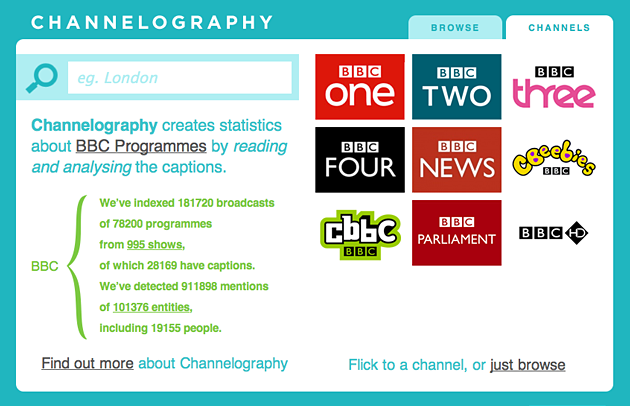 CHANNELOGRAPHY
BROWSE
CHANNELS
eg. London
Channelography creates statistics
about BBC Programmes by reading
and analysing the captions.
BBC
We've indexed 181720 broadcasts
of 78200 programmes
from 995 shows,
of which 28169 have captions.
We've detected 911898 mentions
of 101376 entities,
including 19155 people.
Find out more about Channelography
BBC
one
BBC
TWO
BBC
three
BBC
FOUR
BBC
NEWS
CBeebies
BBC
cbbc
BBC
BBC
PARLIAMENT
BBC HD
Flick to a channel, or just browse